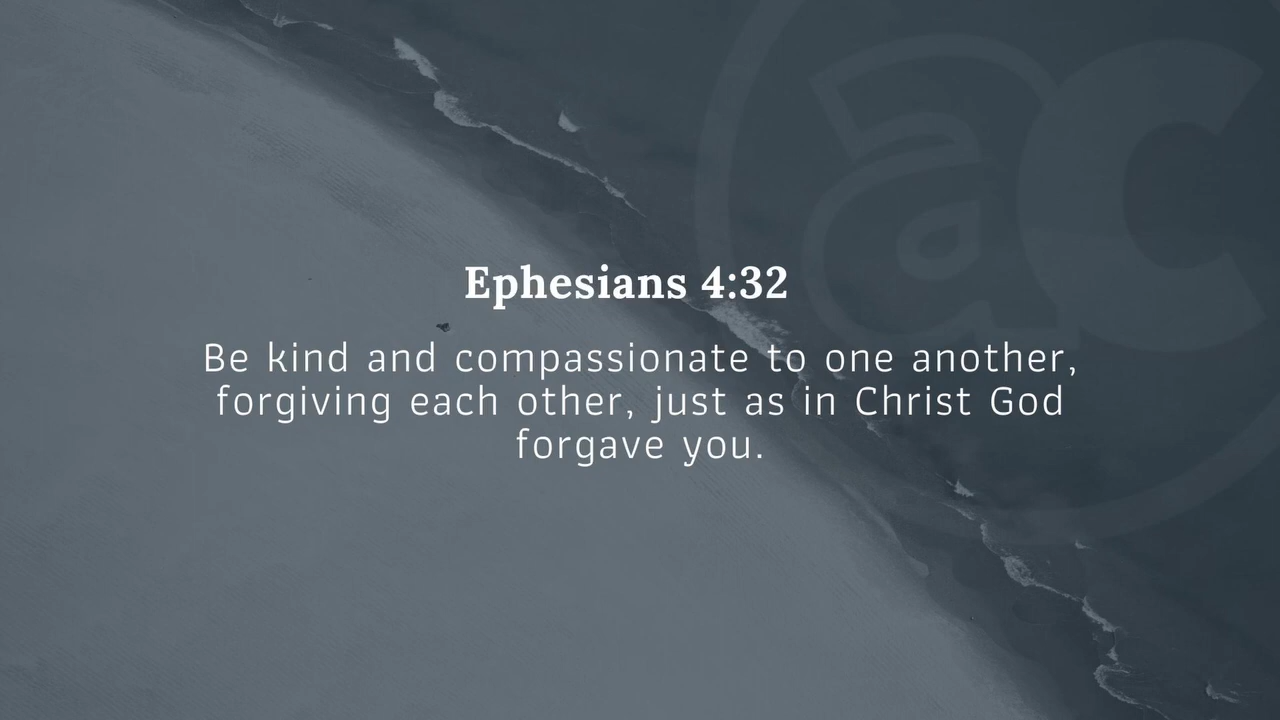 ac
Ephesians 4:32
Be kind and compassionate to one another,
forgiving each other, just as in Christ God
forgave you.